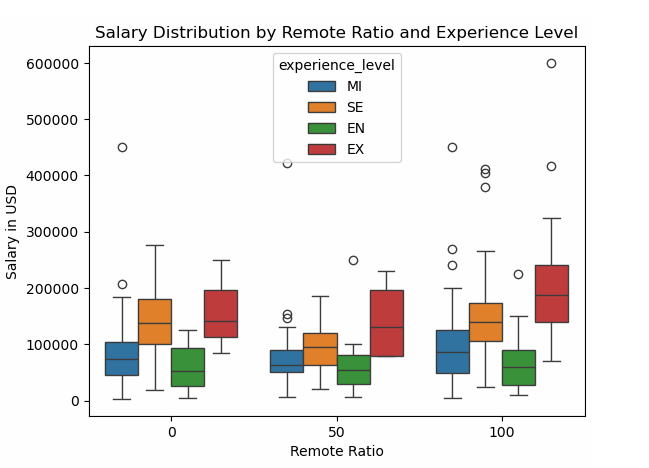 Salary Distribution by Remote Ratio and Experience Level
600000
500000
400000
300000
200000
100000
0
Salary in USD
experience_level
MI
SE
EN
EX
0
50
100
Remote Ratio